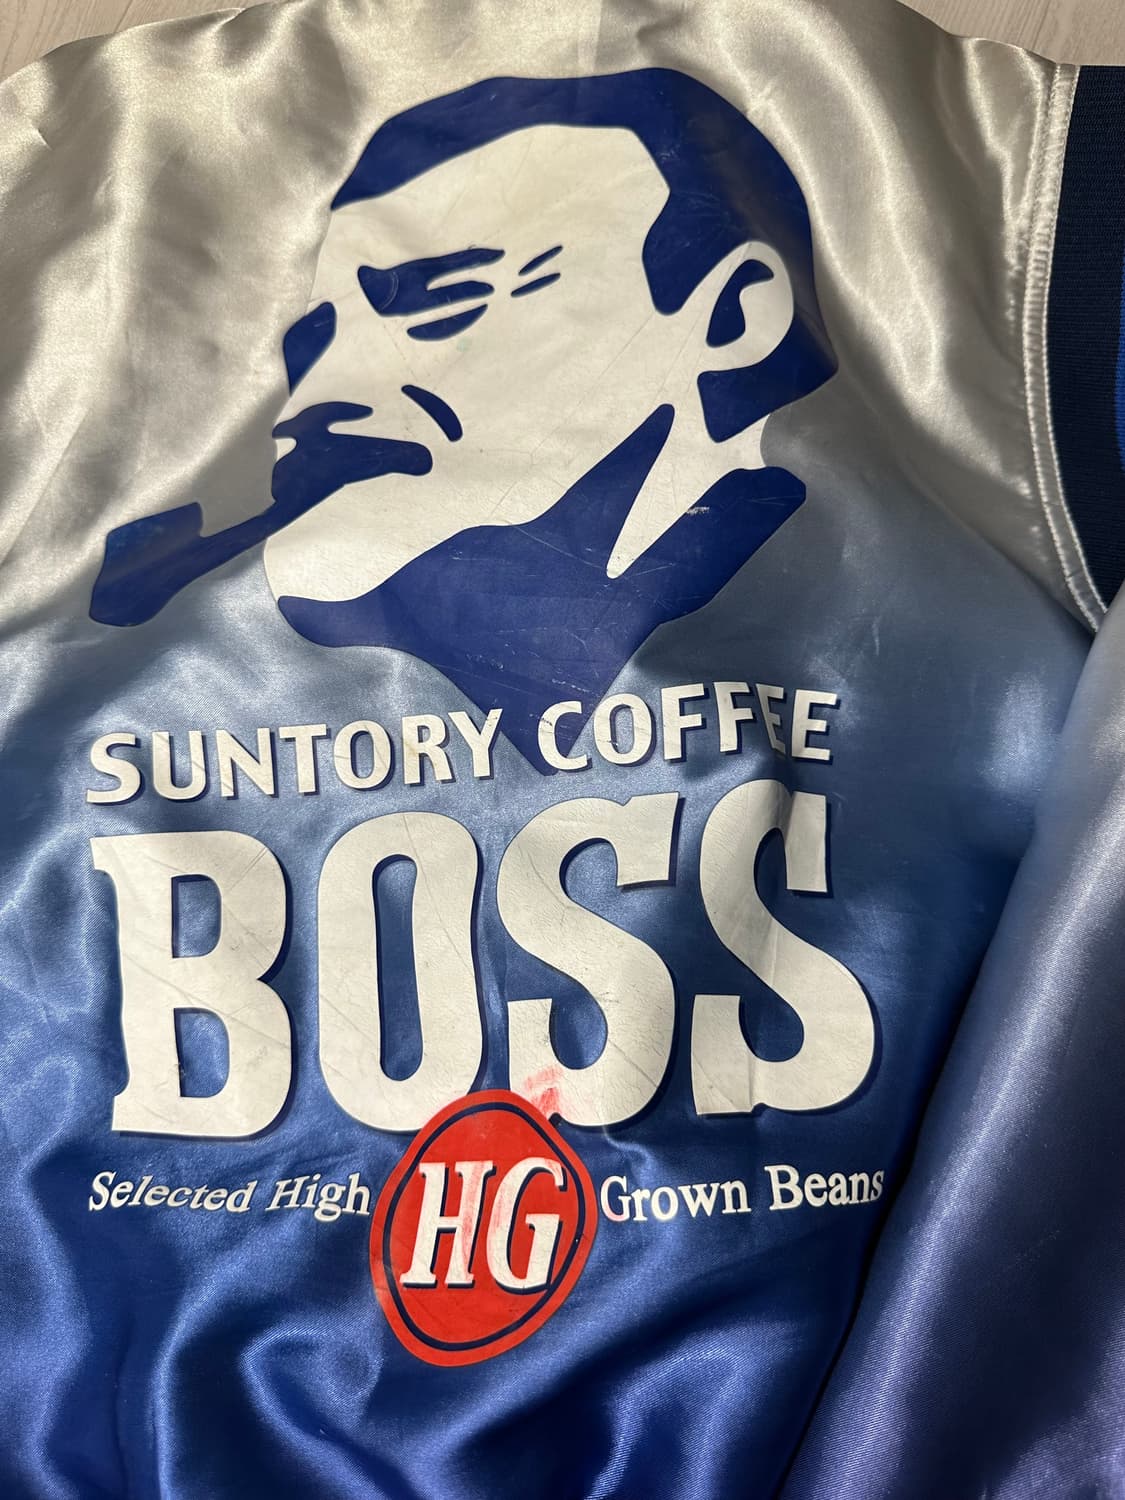 SUNTORY COFFEE
BOSS
Selected High HG Grown Beans